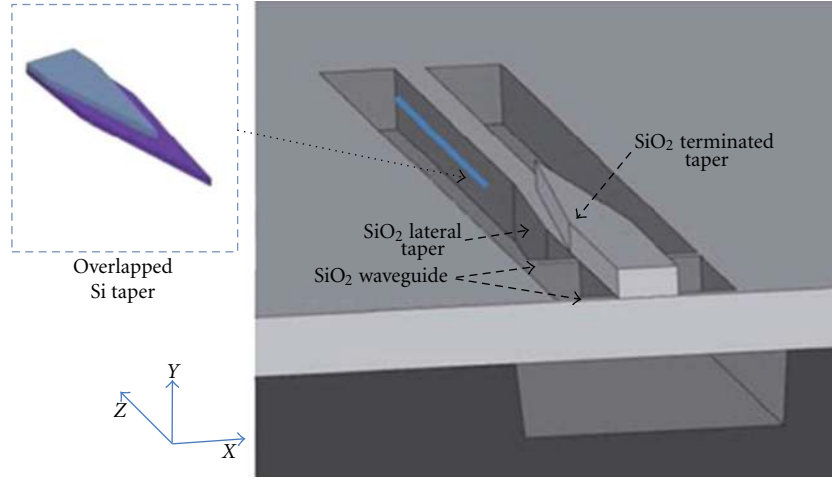 SiO2 terminated
taper
SiO2 lateral
taper
SiO2 waveguide
Overlapped
Si taper
Y
Z
X